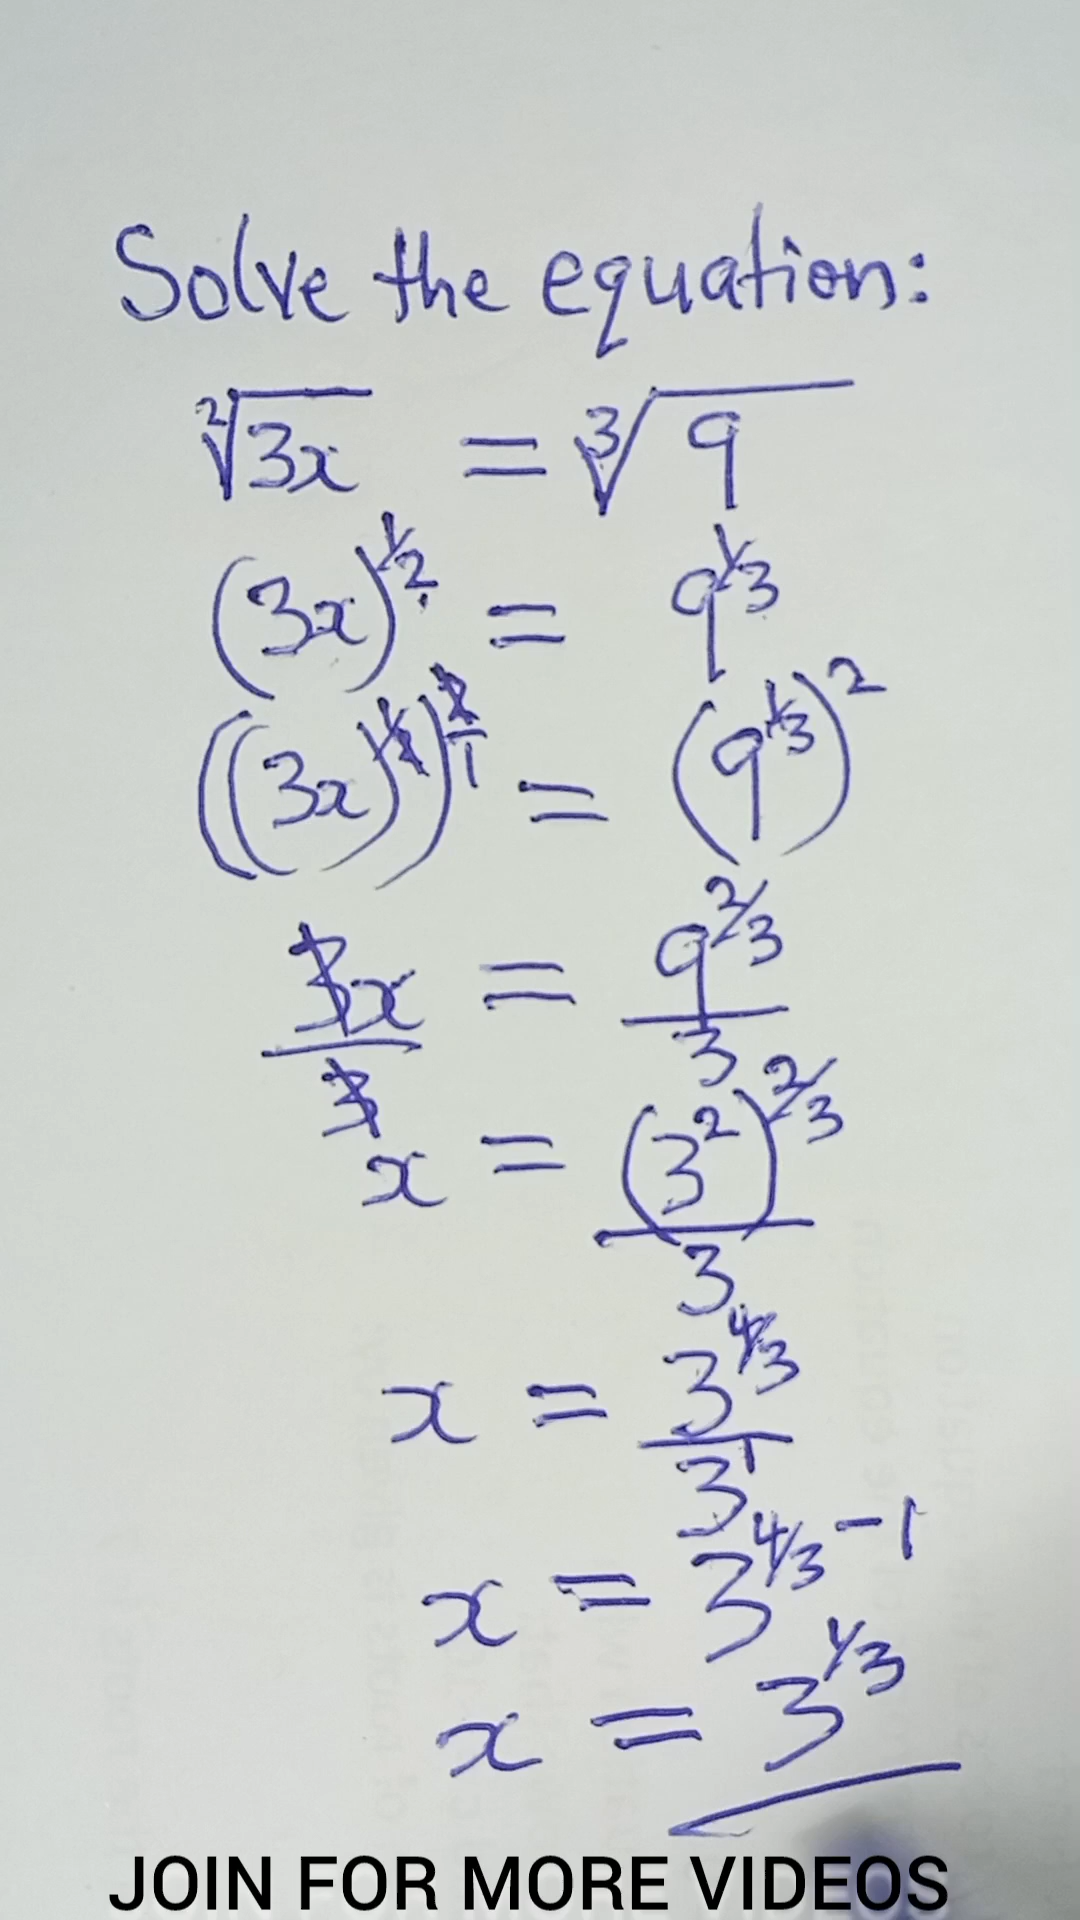 Solve the equation:
²√3x = ³√9
(3x)^1/2 = 9^1/3
((3x)^1/2)^2/1 = (9^1/3)^2
3x/3 = 9^2/3/3
x = (3^2)^2/3/3
x = 3^4/3/3^1
x = 3^4/3 - 1
x = 3^1/3
JOIN FOR MORE VIDEOS